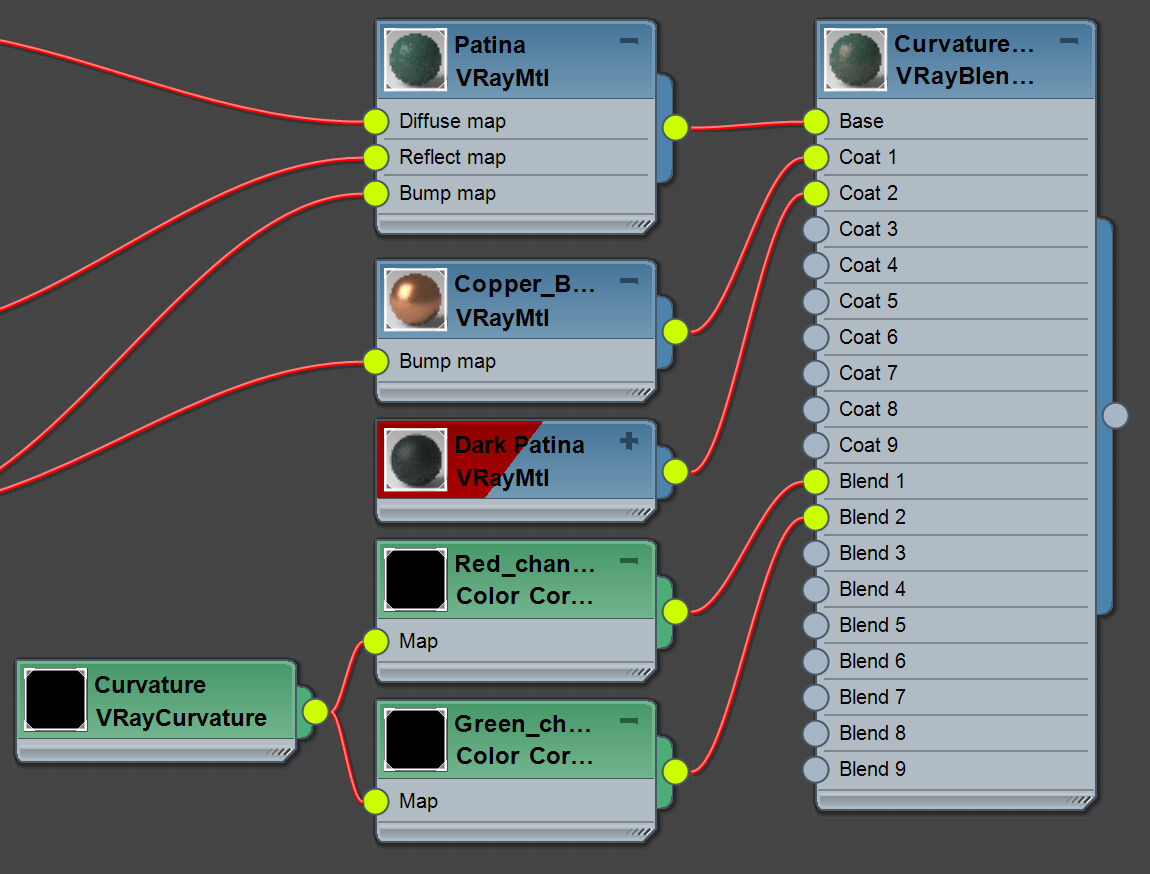 Patina
VRayMtl
Diffuse map
Reflect map
Bump map
Copper_B...
VRayMtl
Bump map
Dark Patina
VRayMtl
Red_chan...
Color Cor...
Map
Curvature
VRayCurvature
Green_ch...
Color Cor...
Map
Curvature...
VRayBlen...
Base
Coat 1
Coat 2
Coat 3
Coat 4
Coat 5
Coat 6
Coat 7
Coat 8
Coat 9
Blend 1
Blend 2
Blend 3
Blend 4
Blend 5
Blend 6
Blend 7
Blend 8
Blend 9